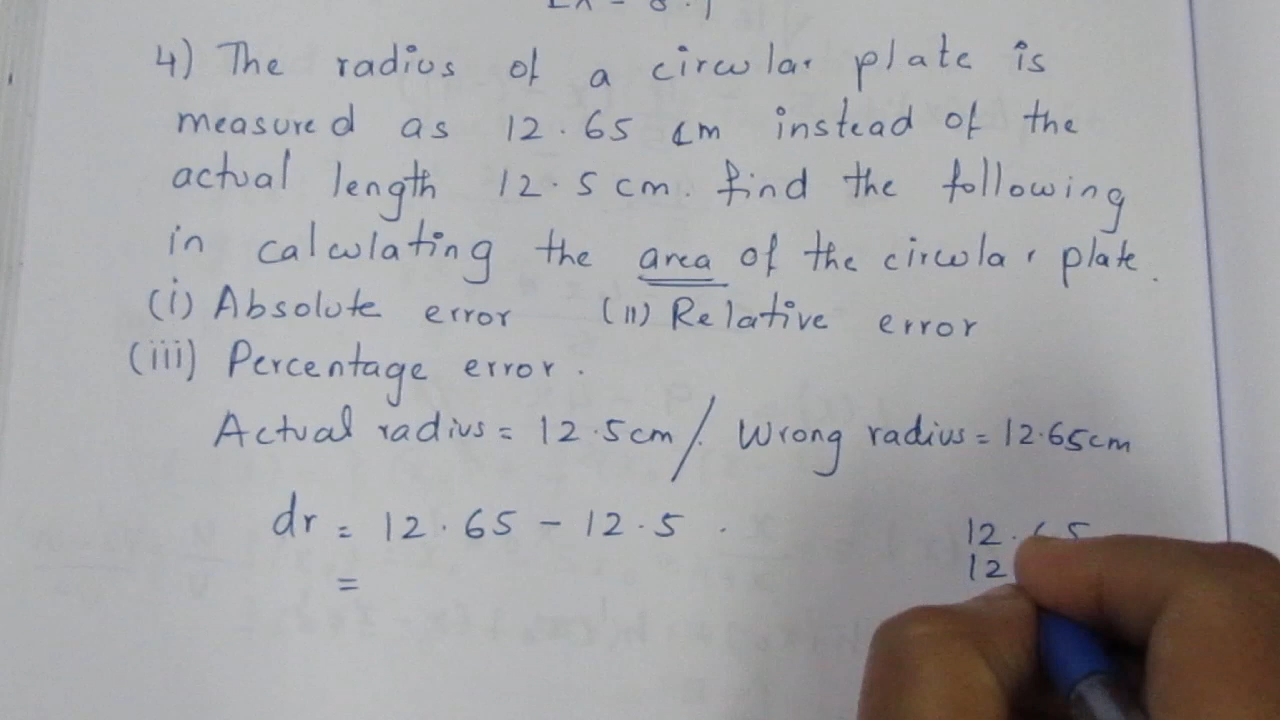 4) The radius of a circular plate is
measured as 12.65 cm instead of the
actual length 12.5 cm. find the following
in calculating the area of the circular plate.
(i) Absolute error (ii) Relative error
(iii) Percentage error.
Actual radius = 12.5cm / Wrong radius = 12.65cm
dr = 12.65 - 12.5
=
12.65
12